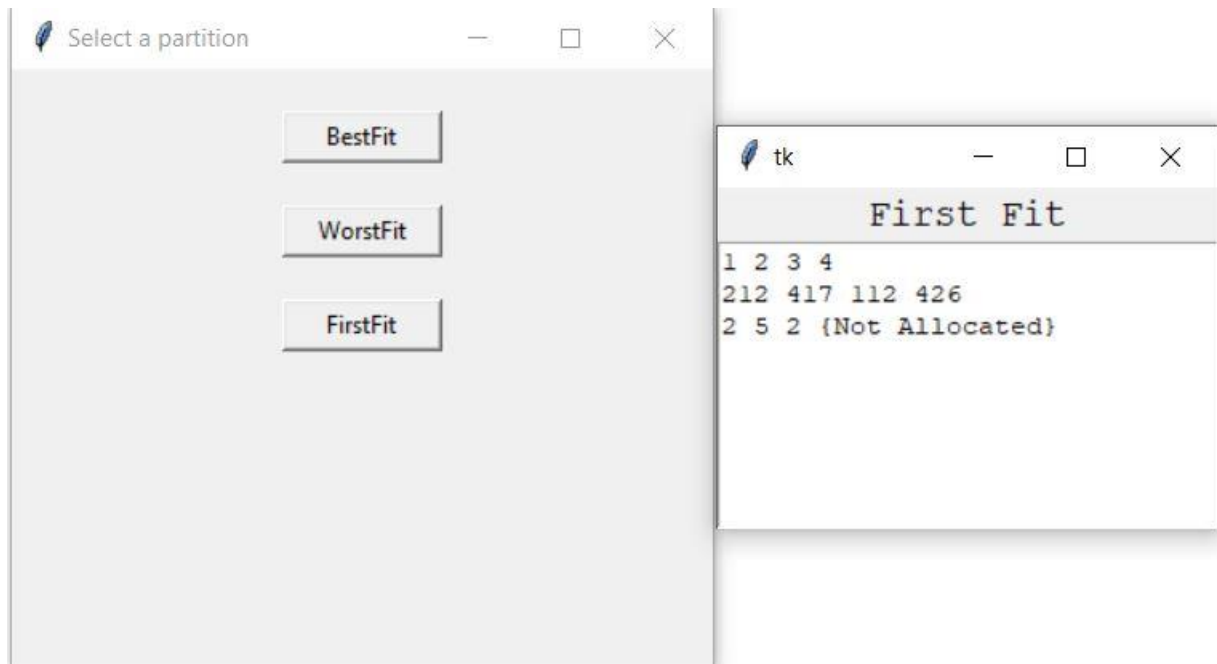 Select a partition
BestFit
WorstFit
FirstFit
tk
First Fit
1 2 3 4
212 417 112 426
2 5 2 {Not Allocated}